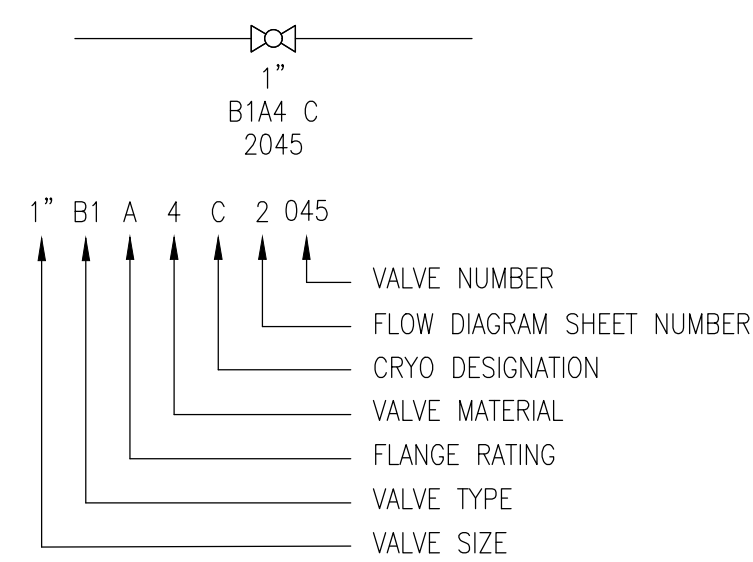 1”
B1A4 C
2045
1” B1 A 4 C 2 045
VALVE NUMBER
FLOW DIAGRAM SHEET NUMBER
CRYO DESIGNATION
VALVE MATERIAL
FLANGE RATING
VALVE TYPE
VALVE SIZE